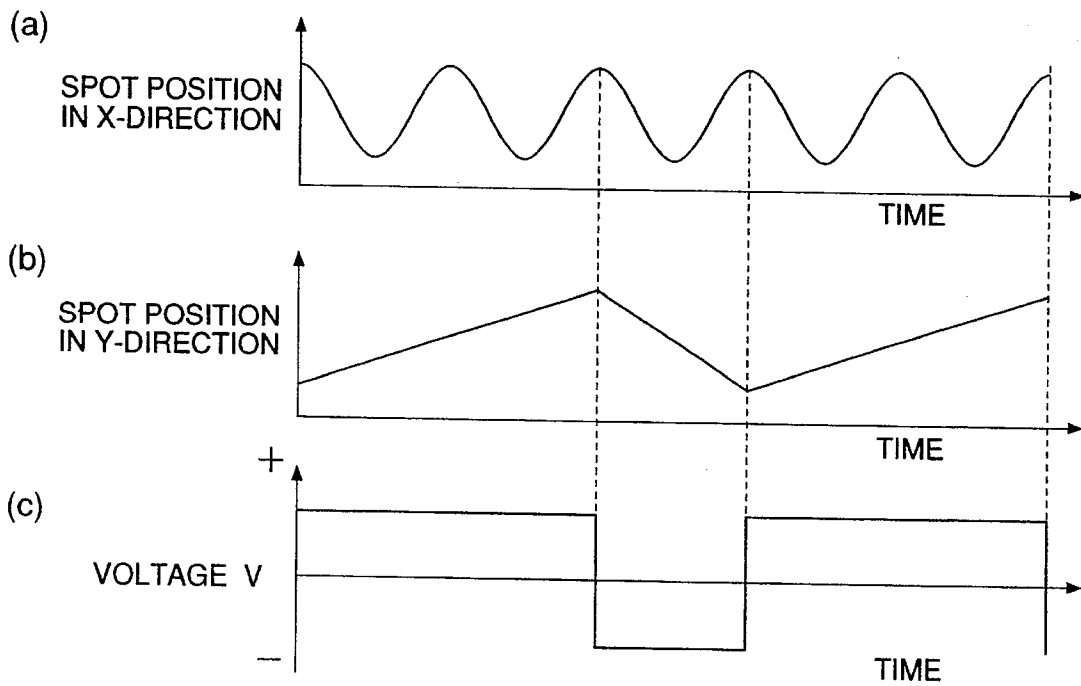 (a)
SPOT POSITION
IN X-DIRECTION
TIME
(b)
SPOT POSITION
IN Y-DIRECTION
TIME
+
(c)
VOLTAGE V
−
TIME